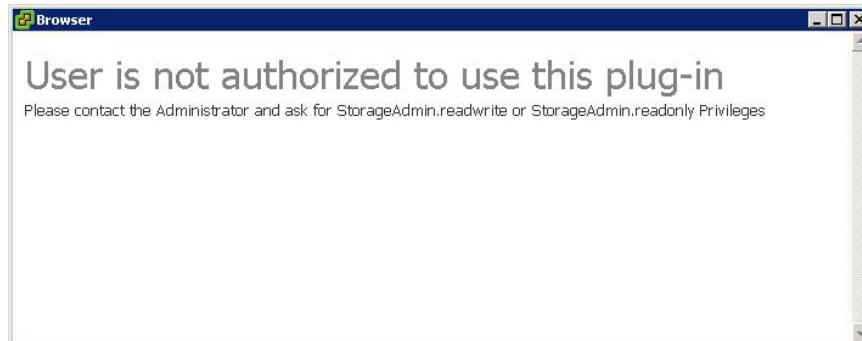 Browser
User is not authorized to use this plug-in
Please contact the Administrator and ask for StorageAdmin.readwrite or StorageAdmin.readonly Privileges